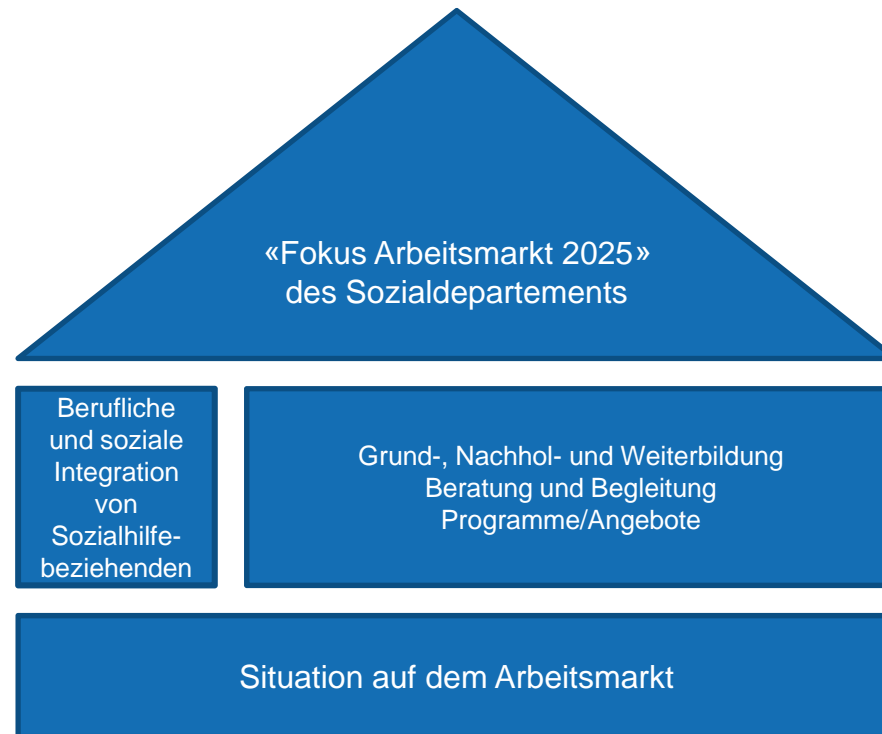 «Fokus Arbeitsmarkt 2025»
des Sozialdepartements
Berufliche
und soziale
Integration
von
Sozialhilfe-
beziehenden
Grund-, Nachhol- und Weiterbildung
Beratung und Begleitung
Programme/Angebote
Situation auf dem Arbeitsmarkt